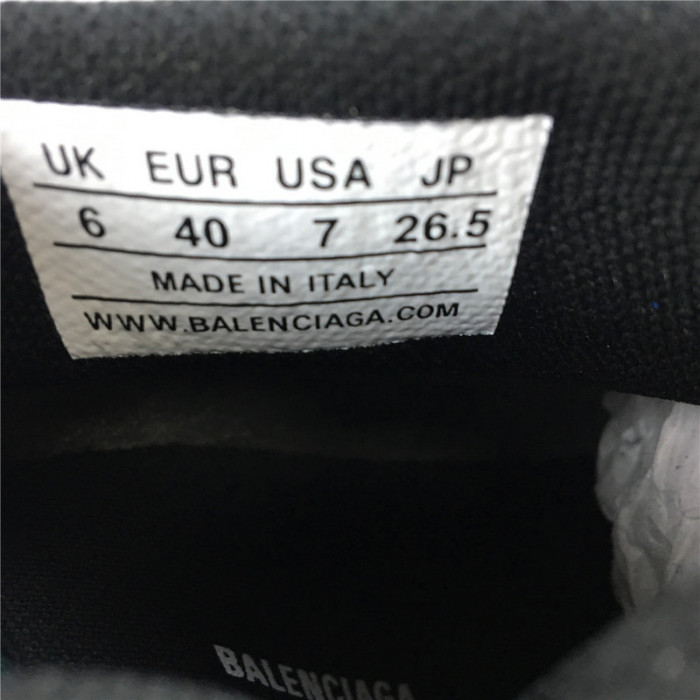 UK EUR USA JP
6 40 7 26.5
MADE IN ITALY
WWW.BALENCIAGA.COM
BALENCIAGA